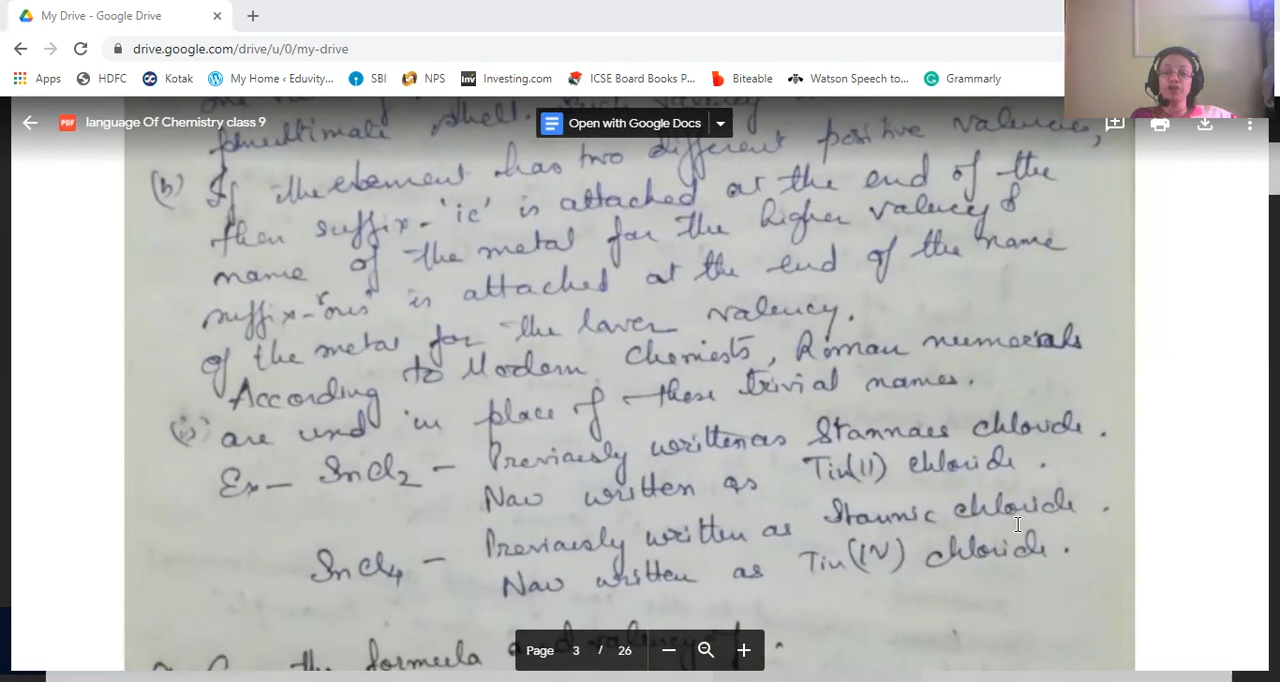 My Drive - Google Drive
drive.google.com/drive/u/0/my-drive
Apps HDFC Kotak My Home ‹ Eduvity... SBI NPS Investing.com ICSE Board Books P... Biteable Watson Speech to... Grammarly
language Of Chemistry class 9
Open with Google Docs
penultimate shell.
(b) If the element has two different positive valencies,
then suffix-'ic' is attached at the end of the
name of the metal for the higher valency &
suffix-'ous' is attached at the end of the name
of the metal for the lower valency.
According to Modern Chemists, Roman numerals
are used in place of these trivial names.
Ex- SnCl2 - Previously written as Stannous chloride.
Now written as Tin(II) chloride.
SnCl4 - Previously written as Stannic chloride.
Now written as Tin(IV) chloride.
the formula and valency of
Page 3 / 26